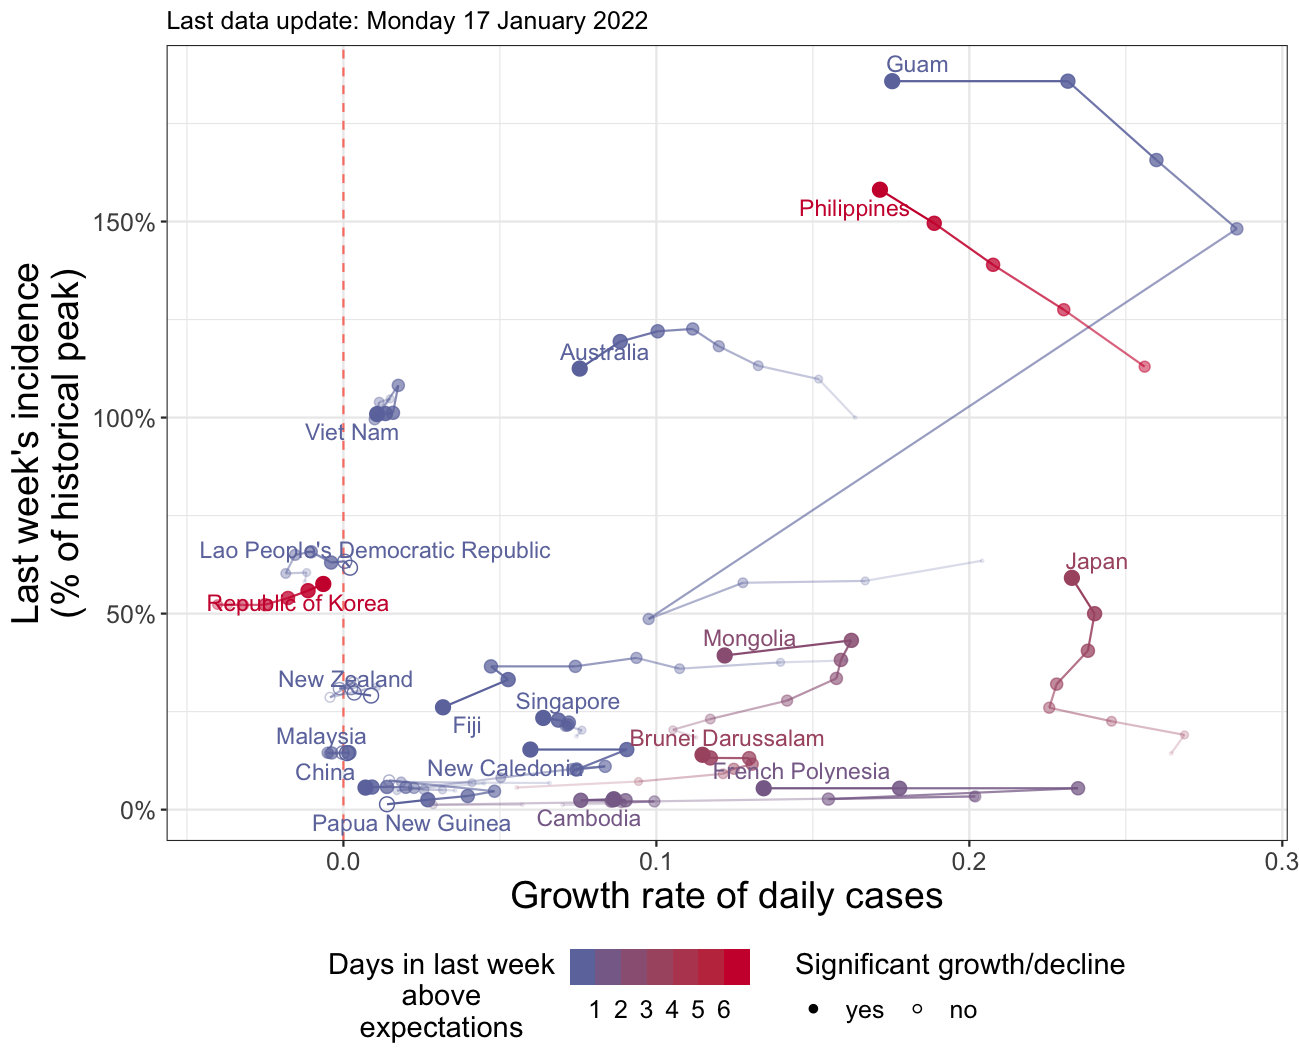 Last data update: Monday 17 January 2022
Last week's incidence
(% of historical peak)
150%
100%
50%
0%
Guam
Philippines
Australia
Viet Nam
Lao People's Democratic Republic
Japan
Republic of Korea
Mongolia
New Zealand
Singapore
Fiji
Malaysia
Brunei Darussalam
China
New Caledonia
French Polynesia
Papua New Guinea
Cambodia
0.0
0.1
0.2
0.3
Growth rate of daily cases
Days in last week
above
expectations
1 2 3 4 5 6
Significant growth/decline
yes
no